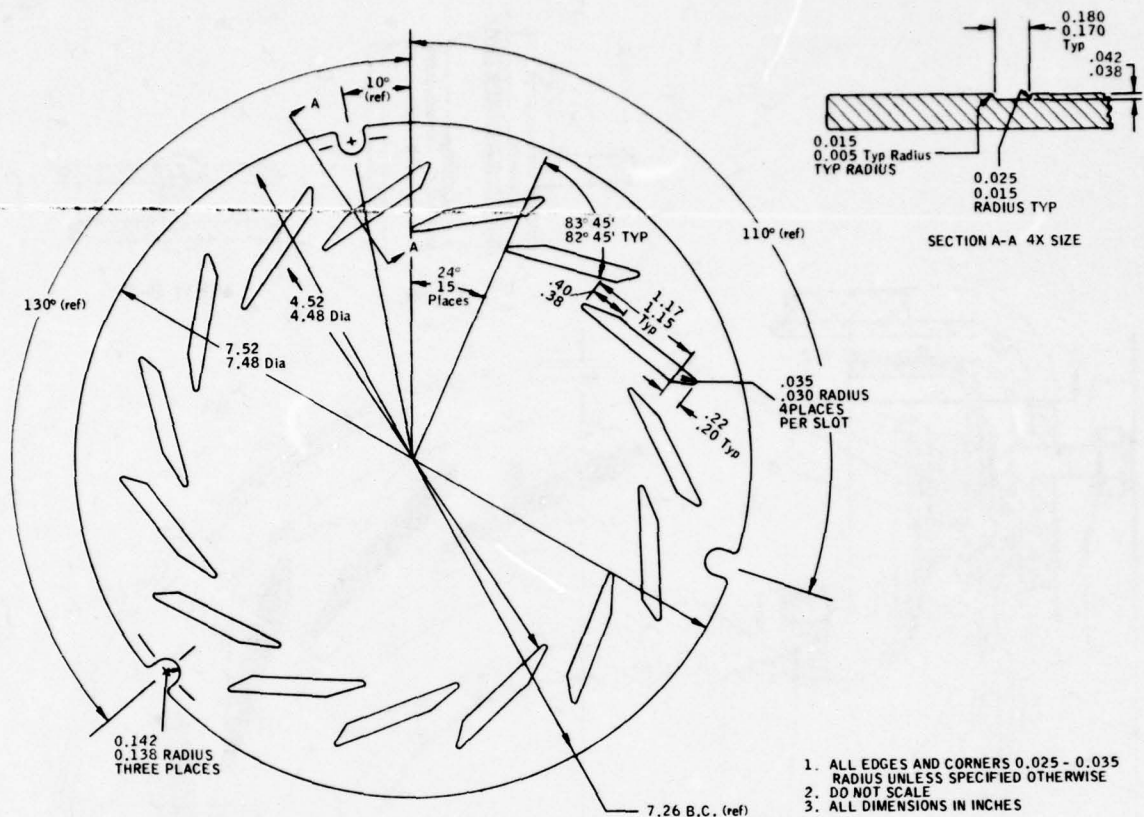 0.180
0.170
Typ
.042
.038
0.015
0.005 Typ Radius
TYP RADIUS
0.025
0.015
RADIUS TYP
SECTION A-A 4X SIZE
10°
(ref)
A
A
83° 45'
82° 45' TYP
110° (ref)
24°
15
Places
.40
.38
1.17
1.15
Typ
130° (ref)
4.52
4.48 Dia
7.52
7.48 Dia
.035
.030 RADIUS
4PLACES
PER SLOT
.22
.20 Typ
0.142
0.138 RADIUS
THREE PLACES
7.26 B.C. (ref)
1. ALL EDGES AND CORNERS 0.025 - 0.035
RADIUS UNLESS SPECIFIED OTHERWISE
2. DO NOT SCALE
3. ALL DIMENSIONS IN INCHES